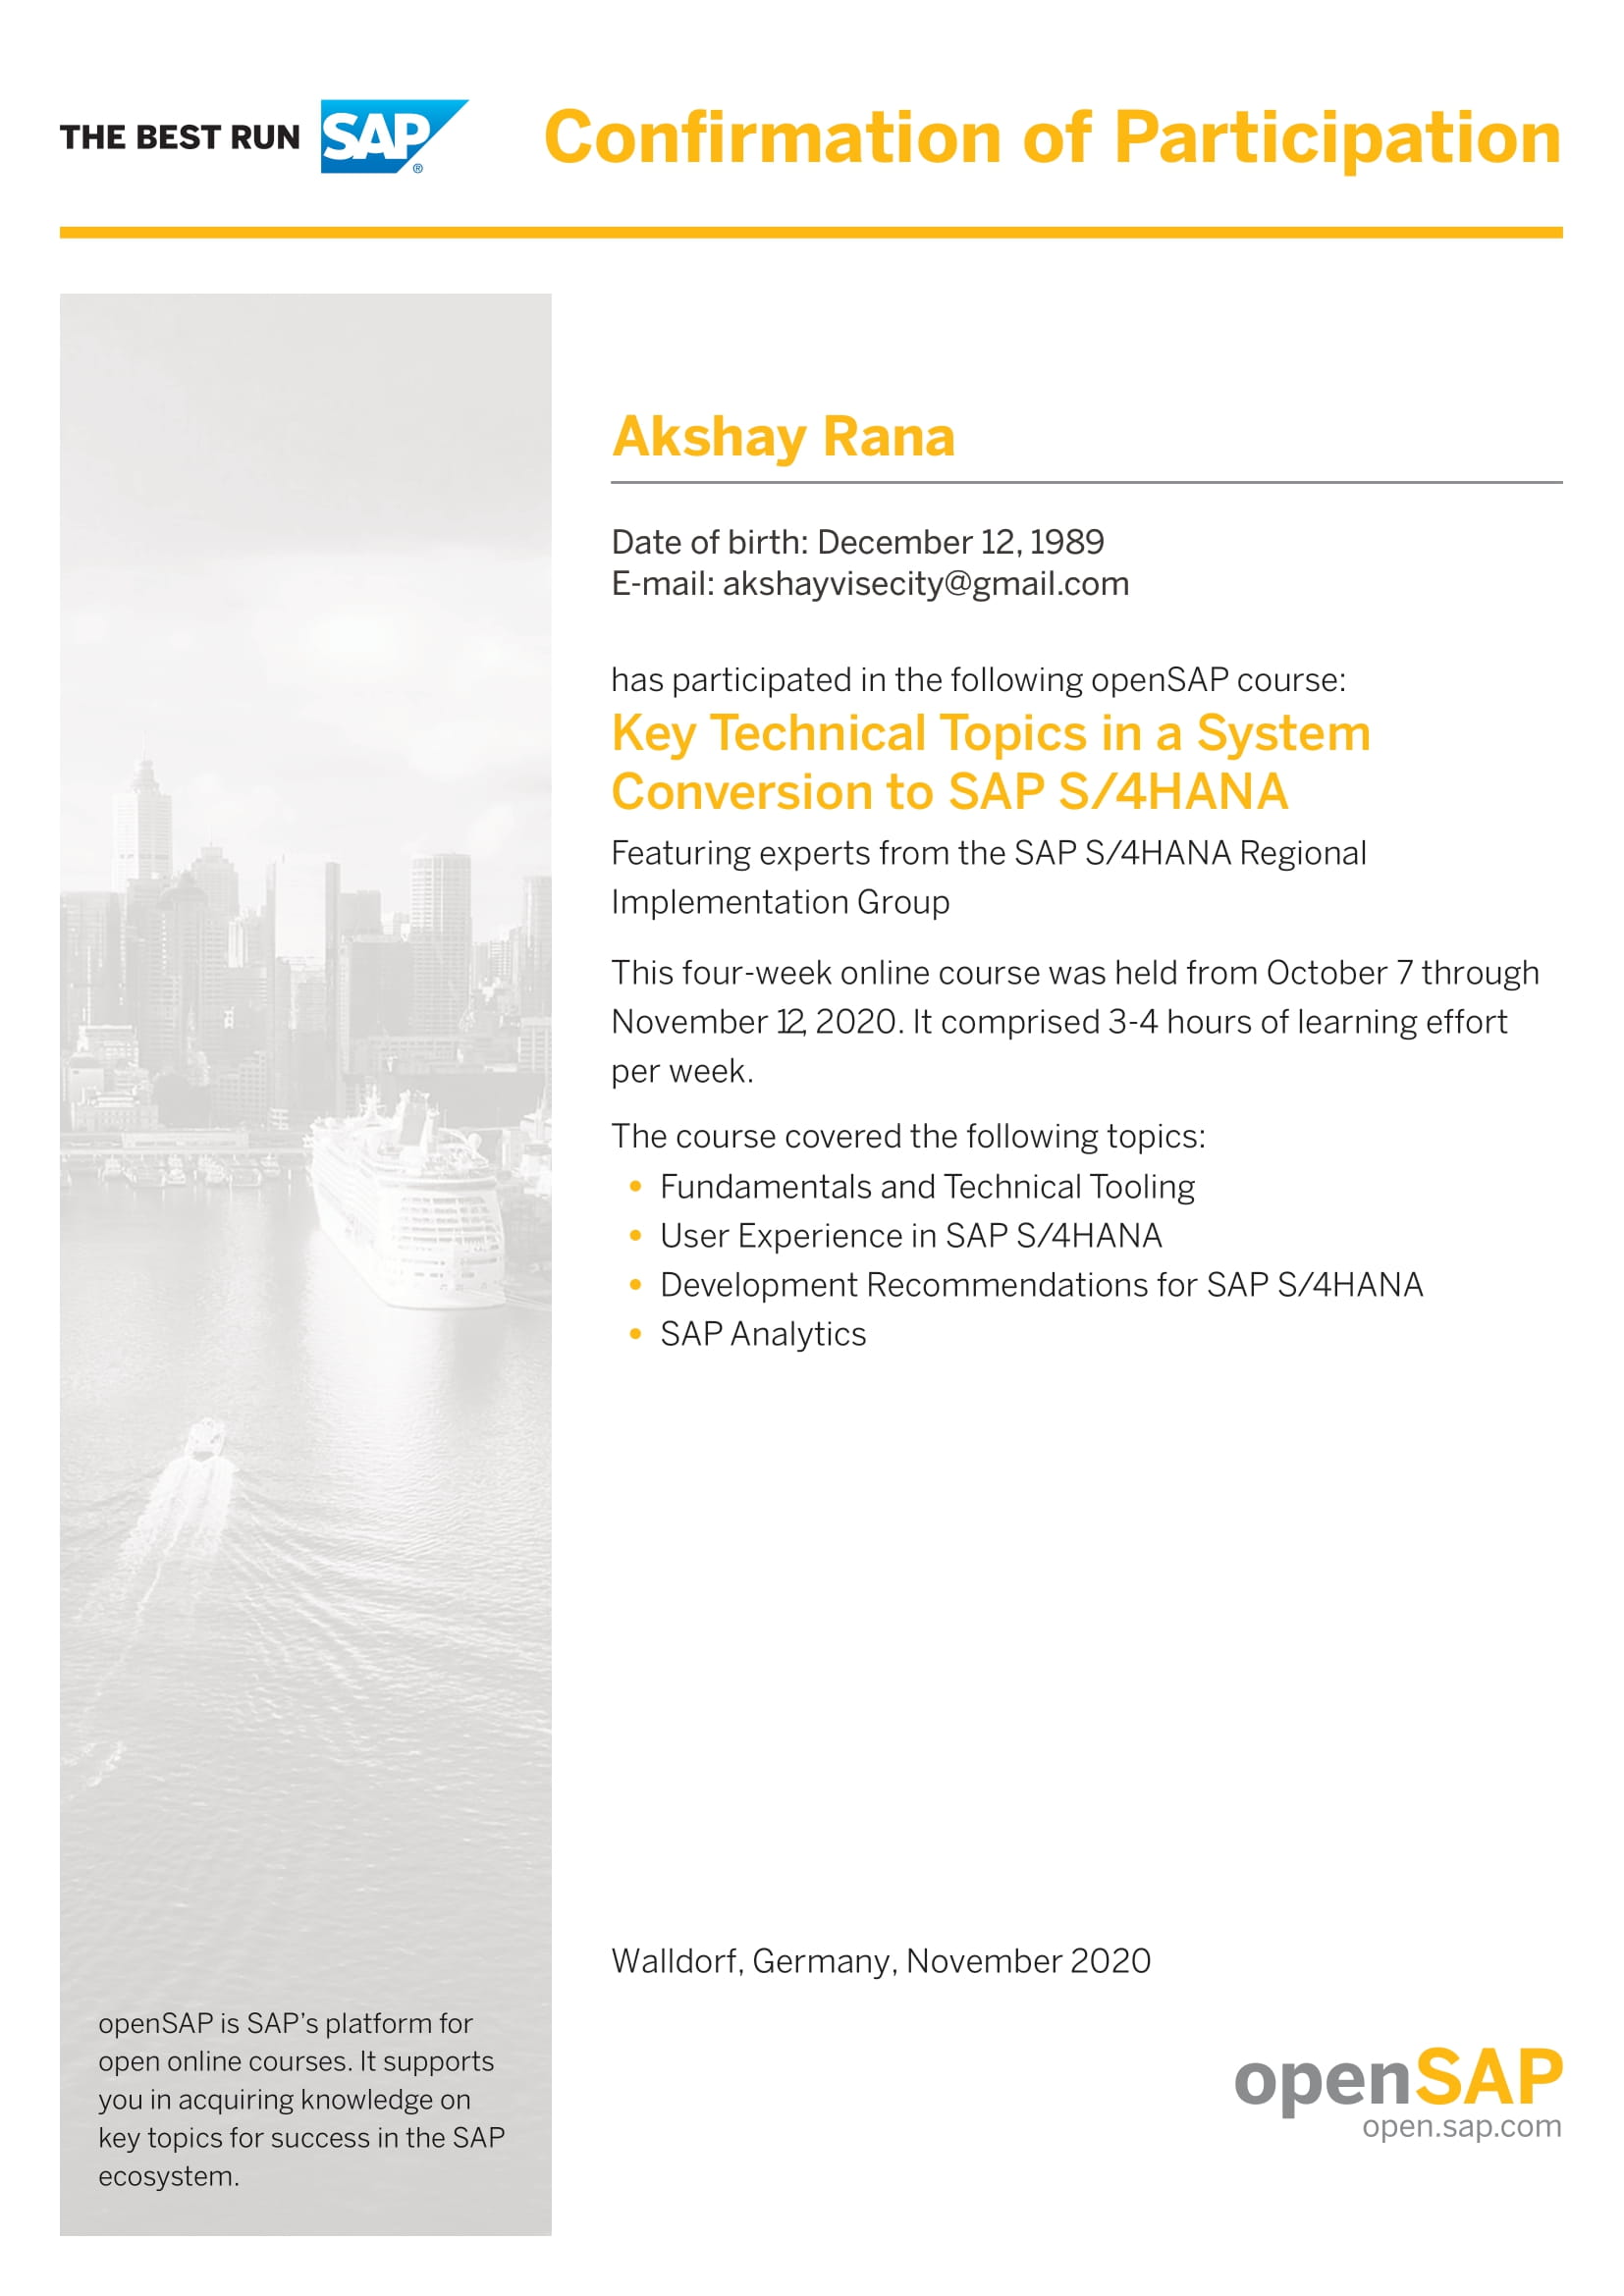 THE BEST RUN SAP®
Confirmation of Participation
Akshay Rana
Date of birth: December 12, 1989
E-mail: akshayvisecity@gmail.com
has participated in the following openSAP course:
Key Technical Topics in a System
Conversion to SAP S/4HANA
Featuring experts from the SAP S/4HANA Regional
Implementation Group
This four-week online course was held from October 7 through
November 12, 2020. It comprised 3-4 hours of learning effort
per week.
The course covered the following topics:
• Fundamentals and Technical Tooling
• User Experience in SAP S/4HANA
• Development Recommendations for SAP S/4HANA
• SAP Analytics
Walldorf, Germany, November 2020
openSAP is SAP's platform for
open online courses. It supports
you in acquiring knowledge on
key topics for success in the SAP
ecosystem.
openSAP
open.sap.com